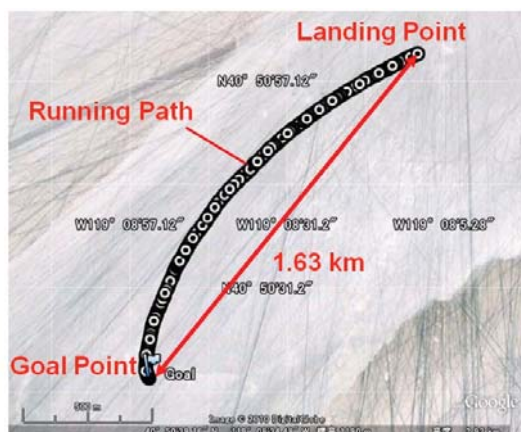 Landing Point
N40° 50'57.12"
Running Path
W119° 08'57.12"
W119° 08'31.2"
W119° 08'5.28"
1.63 km
N40° 50'31.2"
Goal Point
Goal
Google
500 m
Image © 2010 DigitalGlobe